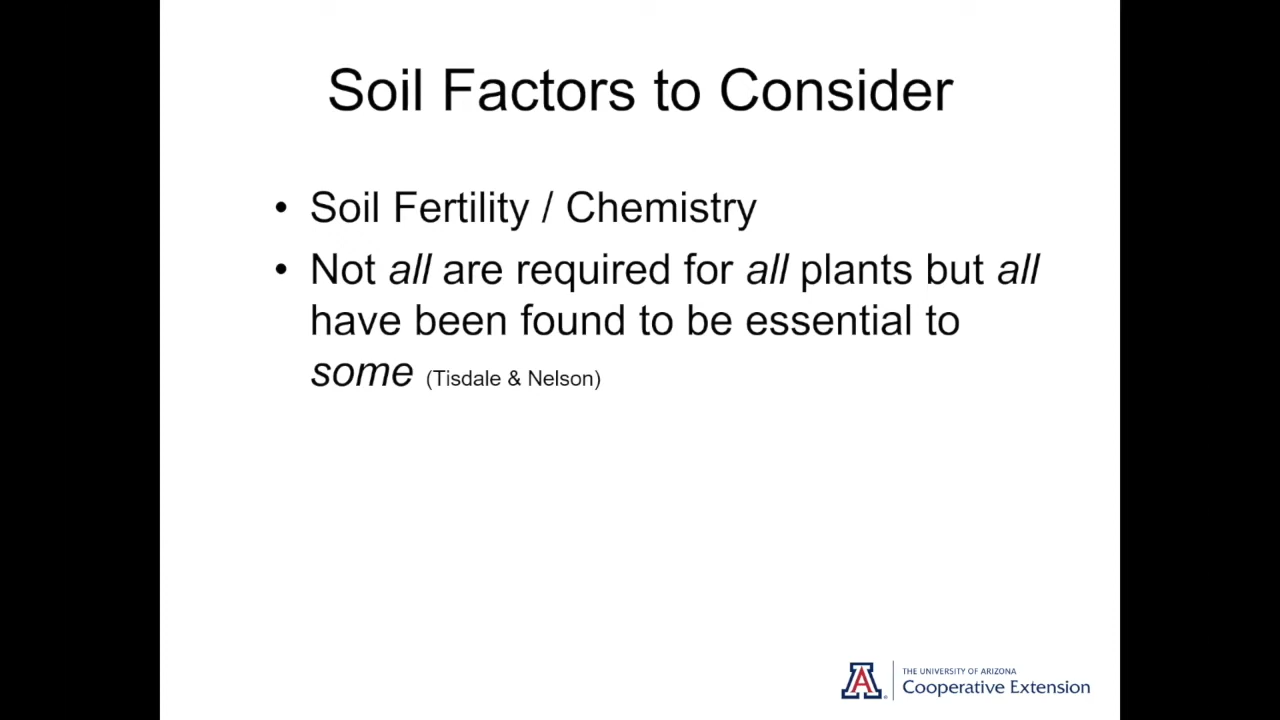 Soil Factors to Consider
• Soil Fertility / Chemistry
• Not all are required for all plants but all
have been found to be essential to
some (Tisdale & Nelson)
A
THE UNIVERSITY OF ARIZONA
Cooperative Extension